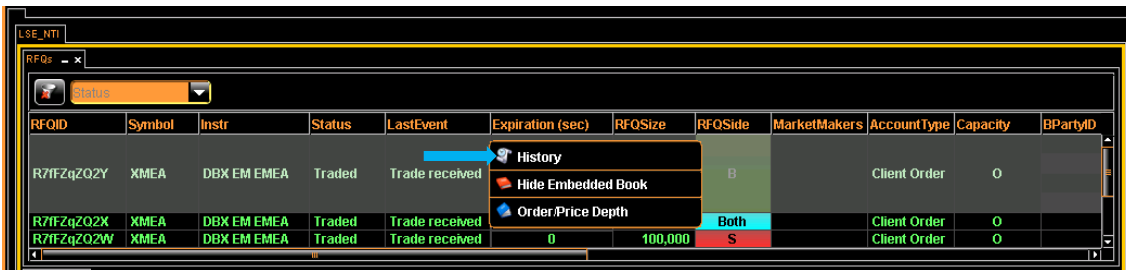 LSE_NTI
RFQs
Status
RFQID Symbol Instr Status LastEvent Expiration (sec) RFQSize RFQSide MarketMakers AccountType Capacity BPartyID
History
R7fFZqZQ2Y XMEA DBX EM EMEA Traded Trade received B Client Order O
Hide Embedded Book
Order/Price Depth
R7fFZqZQ2X XMEA DBX EM EMEA Traded Trade received Both Client Order O
R7fFZqZQ2W XMEA DBX EM EMEA Traded Trade received 0 100,000 S Client Order O